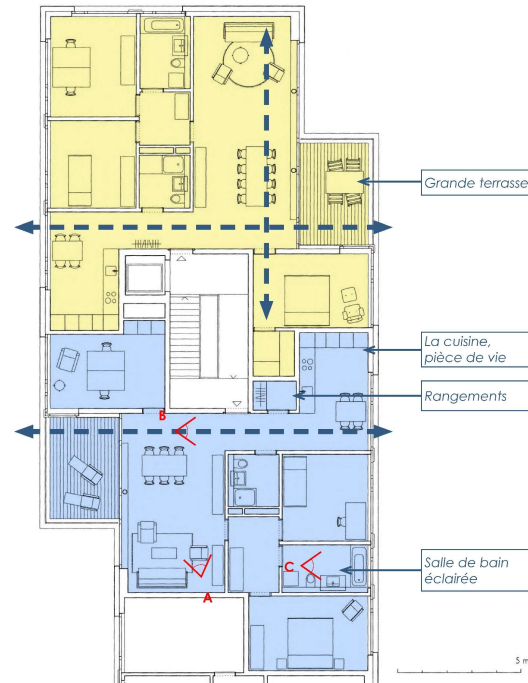 Grande terrasse
La cuisine,
pièce de vie
Rangements
B
C
Salle de bain
éclairée
A
5 m